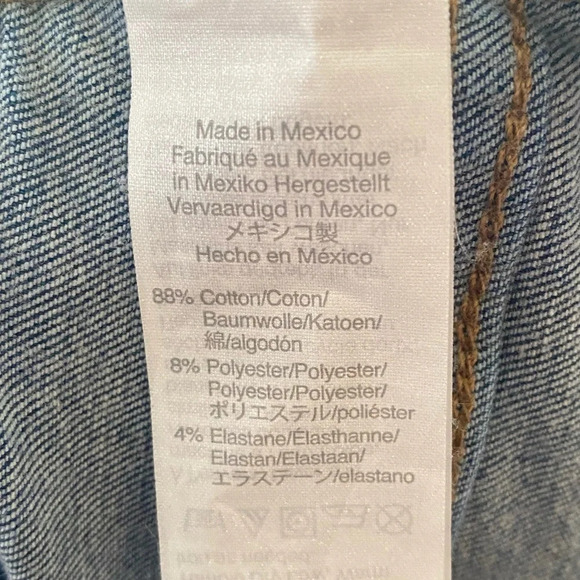 Made in Mexico
Fabriqué au Mexique
in Mexiko Hergestellt
Vervaardigd in Mexico
メキシコ製
Hecho en México
88% Cotton/Coton/
Baumwolle/Katoen/
綿/algodón
8% Polyester/Polyester/
Polyester/Polyester/
ポリエステル/poliéster
4% Elastane/Élasthanne/
Elastan/Elastaan/
エラステーン/elastano